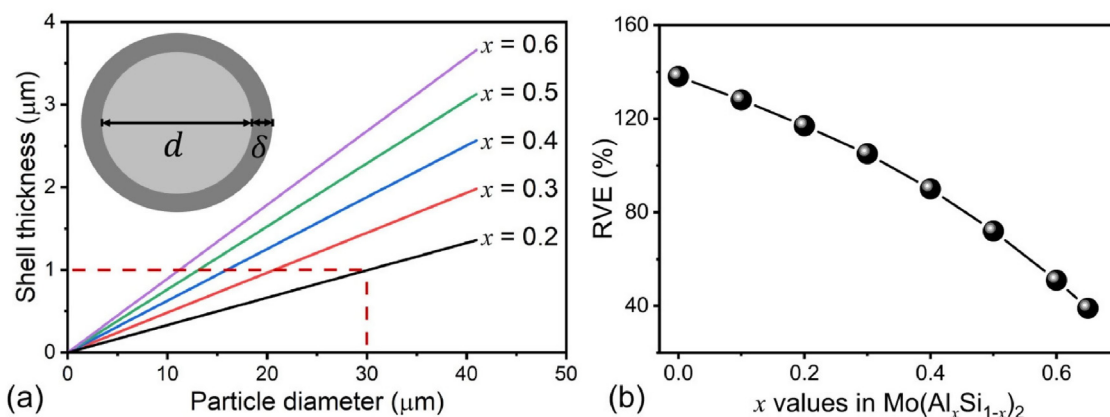 4
3
2
1
0
Shell thickness (μm)
d
δ
x = 0.6
x = 0.5
x = 0.4
x = 0.3
x = 0.2
0 10 20 30 40 50
Particle diameter (μm)
(a)
160
120
80
40
RVE (%)
0.0 0.2 0.4 0.6
x values in Mo(AlₓSi₁₋ₓ)₂
(b)